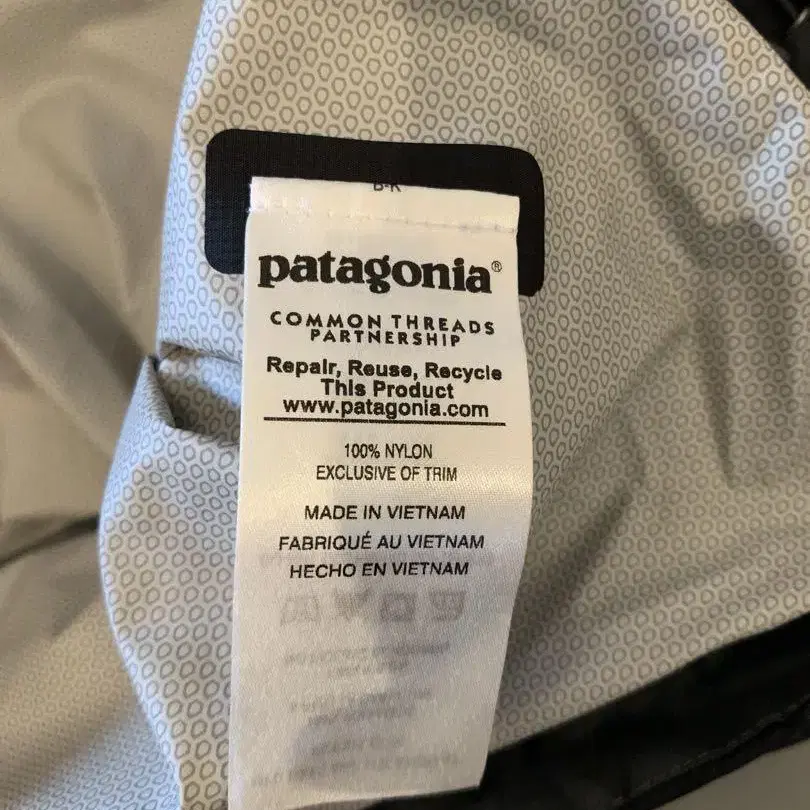 patagonia®
COMMON THREADS
PARTNERSHIP
Repair, Reuse, Recycle
This Product
www.patagonia.com
100% NYLON
EXCLUSIVE OF TRIM
MADE IN VIETNAM
FABRIQUÉ AU VIETNAM
HECHO EN VIETNAM